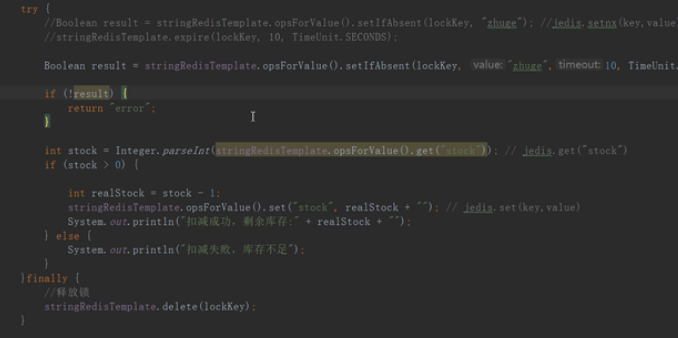 try {
//Boolean result = stringRedisTemplate.opsForValue().setIfAbsent(lockKey, "zhuge"); //jedis.setnx(key,value
//stringRedisTemplate.expire(lockKey, 10, TimeUnit.SECONDS);
Boolean result = stringRedisTemplate.opsForValue().setIfAbsent(lockKey, value: "zhuge", timeout: 10, TimeUnit.
if (!result) {
return "error";
}
int stock = Integer.parseInt(stringRedisTemplate.opsForValue().get("stock")); // jedis.get("stock")
if (stock > 0) {
int realStock = stock - 1;
stringRedisTemplate.opsForValue().set("stock", realStock + ""); // jedis.set(key,value)
System.out.println("扣减成功，剩余库存:" + realStock + "");
} else {
System.out.println("扣减失败，库存不足");
}
}finally {
//释放锁
stringRedisTemplate.delete(lockKey);
}